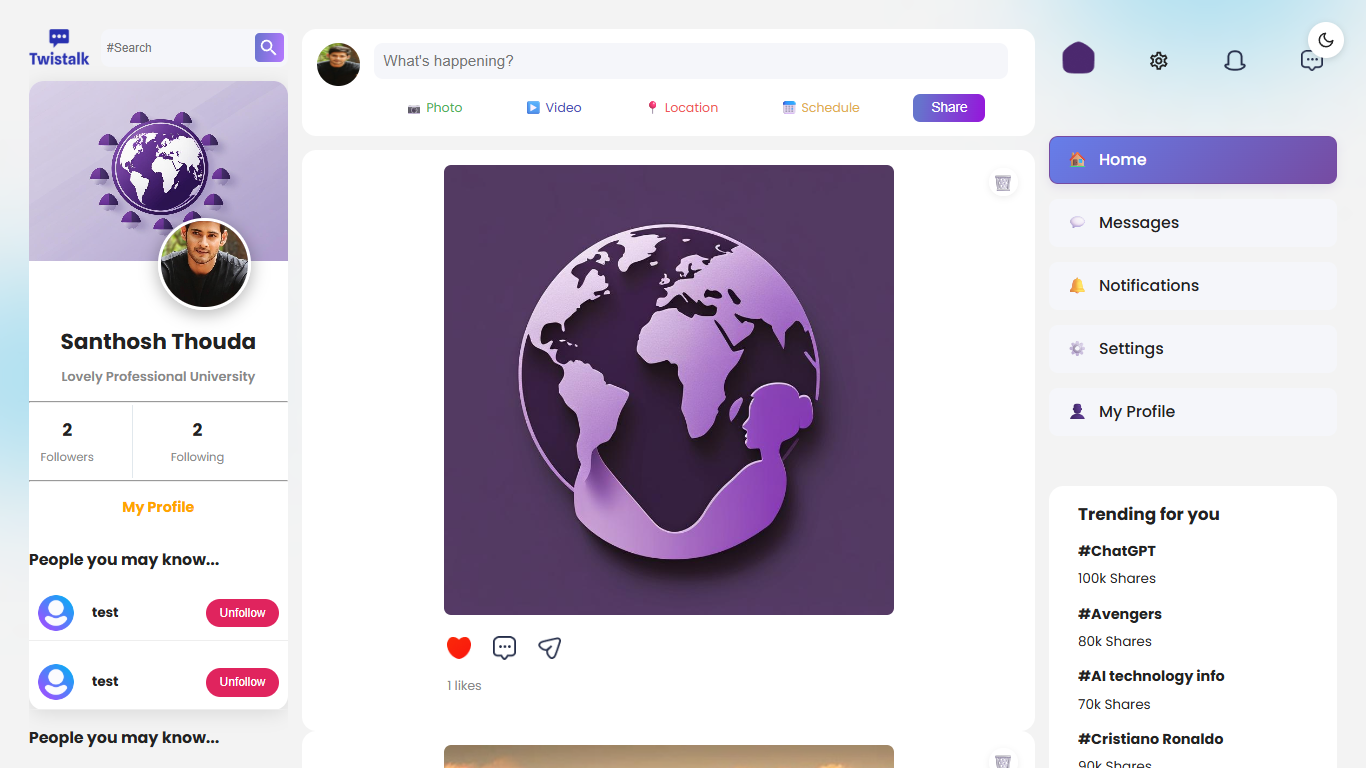 Twistalk
#Search
Santhosh Thouda
Lovely Professional University
2
Followers
2
Following
My Profile
People you may know...
test
Unfollow
test
Unfollow
People you may know...
What's happening?
Photo
Video
Location
Schedule
Share
1 likes
Home
Messages
Notifications
Settings
My Profile
Trending for you
#ChatGPT
100k Shares
#Avengers
80k Shares
#AI technology info
70k Shares
#Cristiano Ronaldo
90k Shares